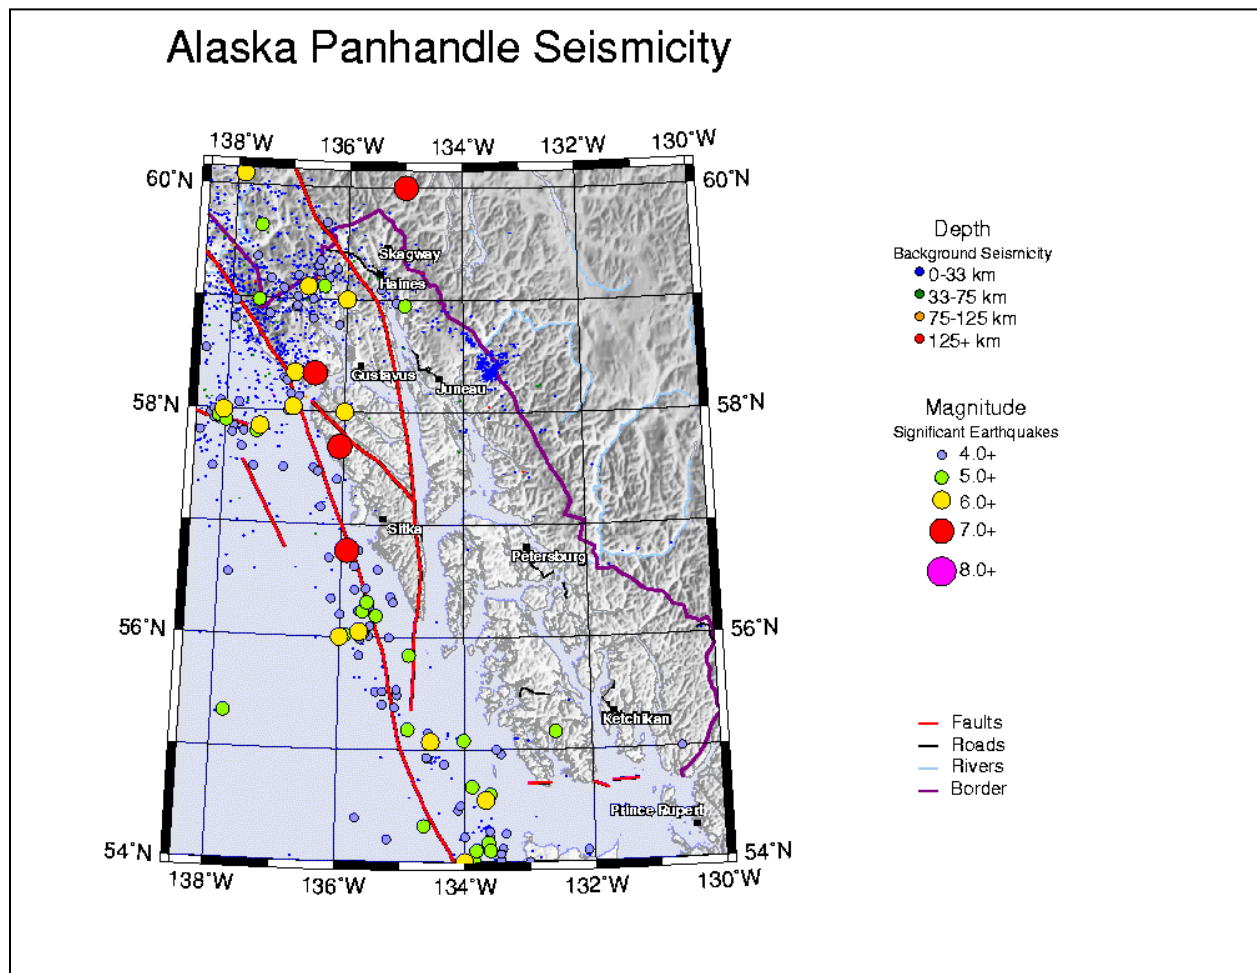 Alaska Panhandle Seismicity
138°W 136°W 134°W 132°W 130°W
60°N 60°N
Skagway
Haines
Gustavus
Juneau
58°N 58°N
Sitka
Petersburg
56°N 56°N
Ketchikan
Prince Rupert
54°N 54°N
138°W 136°W 134°W 132°W 130°W
Depth
Background Seismicity
0-33 km
33-75 km
75-125 km
125+ km
Magnitude
Significant Earthquakes
4.0+
5.0+
6.0+
7.0+
8.0+
Faults
Roads
Rivers
Border